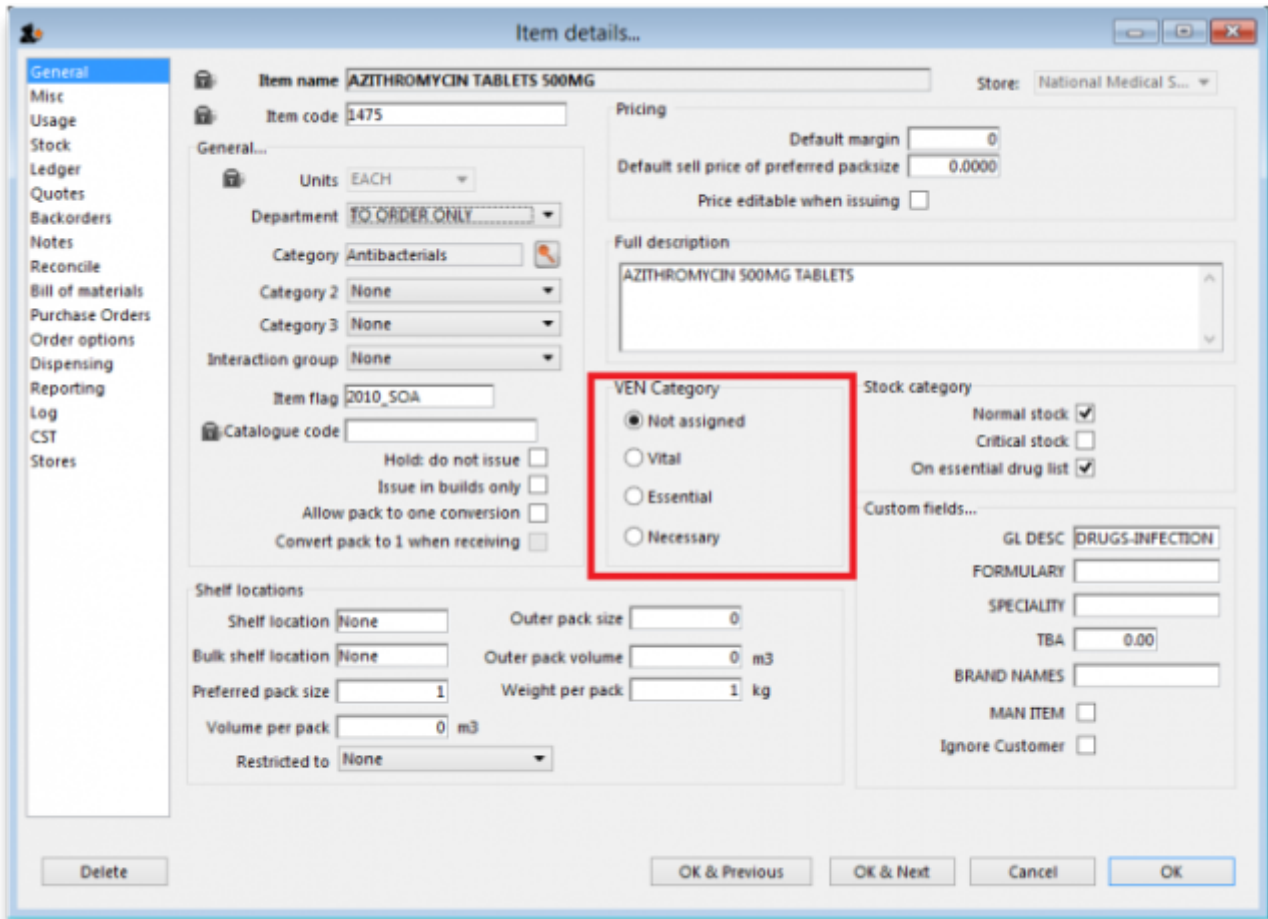 Item details...
General
Misc
Usage
Stock
Ledger
Quotes
Backorders
Notes
Reconcile
Bill of materials
Purchase Orders
Order options
Dispensing
Reporting
Log
CST
Stores
Item name AZITHROMYCIN TABLETS 500MG
Store: National Medical S...
Item code 1475
General...
Units EACH
Department TO ORDER ONLY
Category Antibacterials
Category 2 None
Category 3 None
Interaction group None
Item flag 2010_SOA
Catalogue code
Hold: do not issue
Issue in builds only
Allow pack to one conversion
Convert pack to 1 when receiving
Pricing
Default margin 0
Default sell price of preferred packsize 0.0000
Price editable when issuing
Full description
AZITHROMYCIN 500MG TABLETS
VEN Category
Not assigned
Vital
Essential
Necessary
Stock category
Normal stock
Critical stock
On essential drug list
Custom fields...
GL DESC DRUGS-INFECTION
FORMULARY
SPECIALITY
TBA 0.00
BRAND NAMES
MAN ITEM
Ignore Customer
Shelf locations
Shelf location None
Outer pack size 0
Bulk shelf location None
Outer pack volume 0 m3
Preferred pack size 1
Weight per pack 1 kg
Volume per pack 0 m3
Restricted to None
Delete
OK & Previous
OK & Next
Cancel
OK